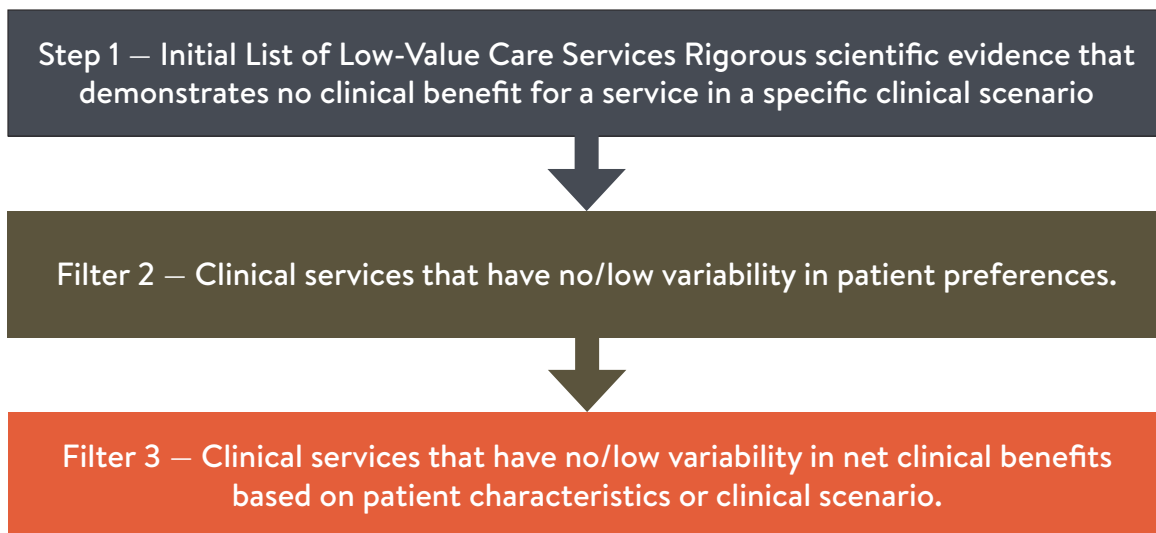 Step 1 — Initial List of Low-Value Care Services Rigorous scientific evidence that
demonstrates no clinical benefit for a service in a specific clinical scenario
Filter 2 — Clinical services that have no/low variability in patient preferences.
Filter 3 — Clinical services that have no/low variability in net clinical benefits
based on patient characteristics or clinical scenario.